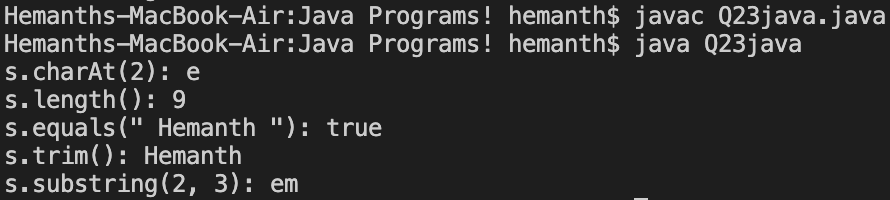 Hemanths-MacBook-Air:Java Programs! hemanth$ javac Q23java.java
Hemanths-MacBook-Air:Java Programs! hemanth$ java Q23java
s.charAt(2): e
s.length(): 9
s.equals(" Hemanth "): true
s.trim(): Hemanth
s.substring(2, 3): em